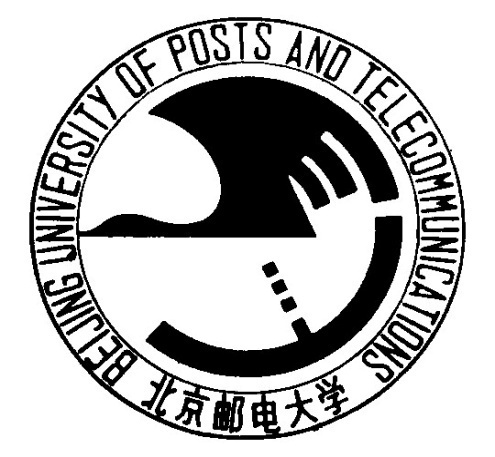 BEIJING UNIVERSITY OF POSTS AND TELECOMMUNICATIONS
北京邮电大学